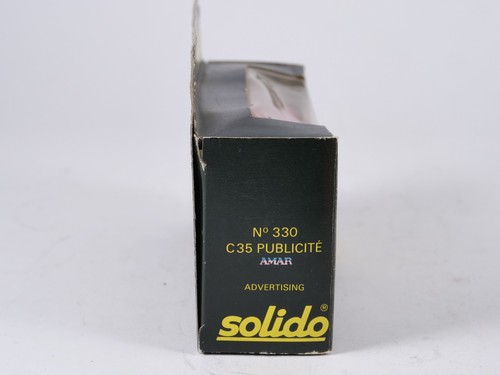 Nº 330
C35 PUBLICITÉ
AMAR
ADVERTISING
solido®